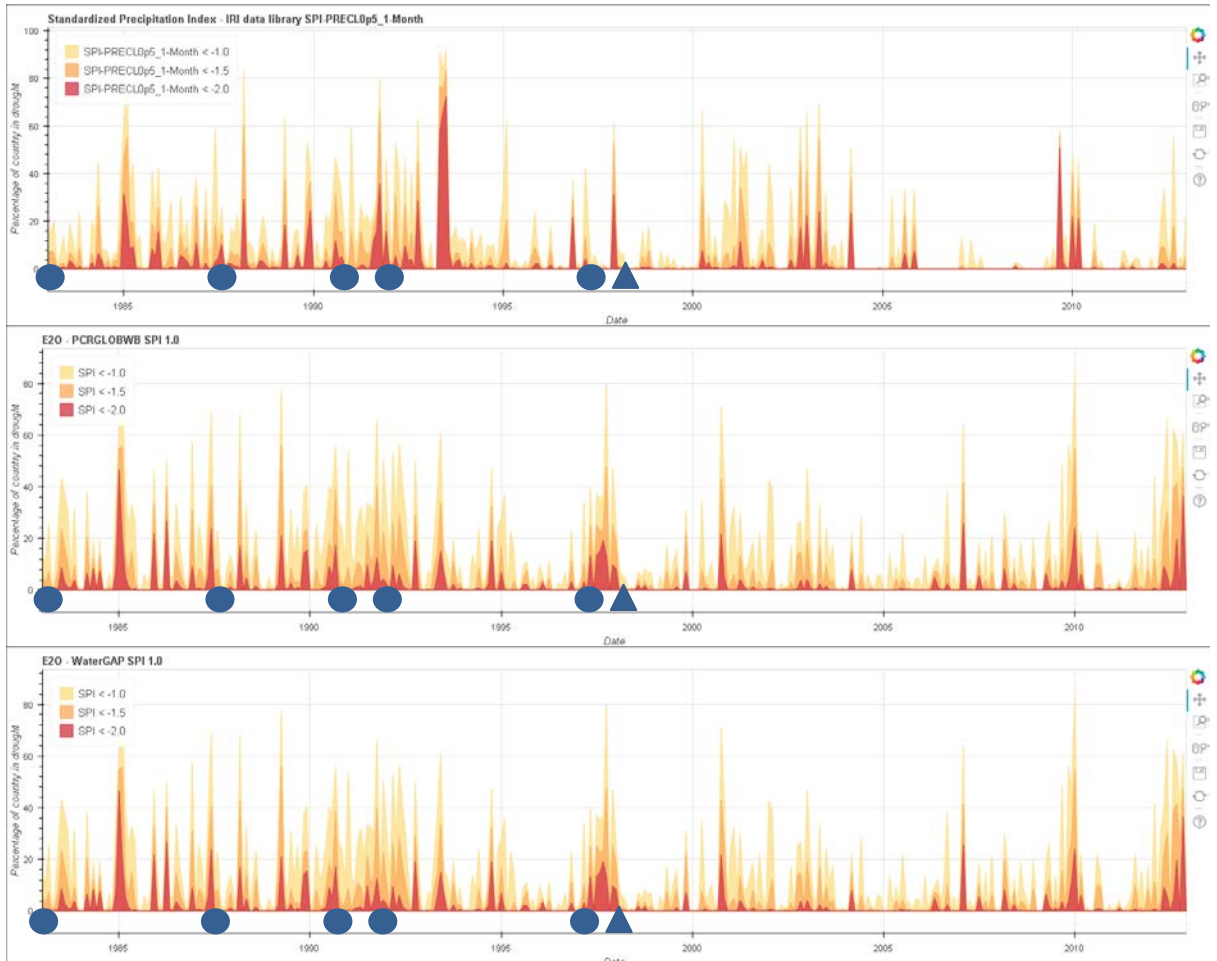 Standardized Precipitation Index - IRI data library SPI-PRECL0p5_1-Month
100
80
60
40
20
0
Percentage of country in drought
SPI-PRECL0p5_1-Month < -1.0
SPI-PRECL0p5_1-Month < -1.5
SPI-PRECL0p5_1-Month < -2.0
1985 1990 1995 2000 2005 2010
Date
E2O - PCRGLOBWB SPI 1.0
80
60
40
20
0
Percentage of country in drought
SPI < -1.0
SPI < -1.5
SPI < -2.0
1985 1990 1995 2000 2005 2010
Date
E2O - WaterGAP SPI 1.0
80
60
40
20
0
Percentage of country in drought
SPI < -1.0
SPI < -1.5
SPI < -2.0
1985 1990 1995 2000 2005 2010
Date